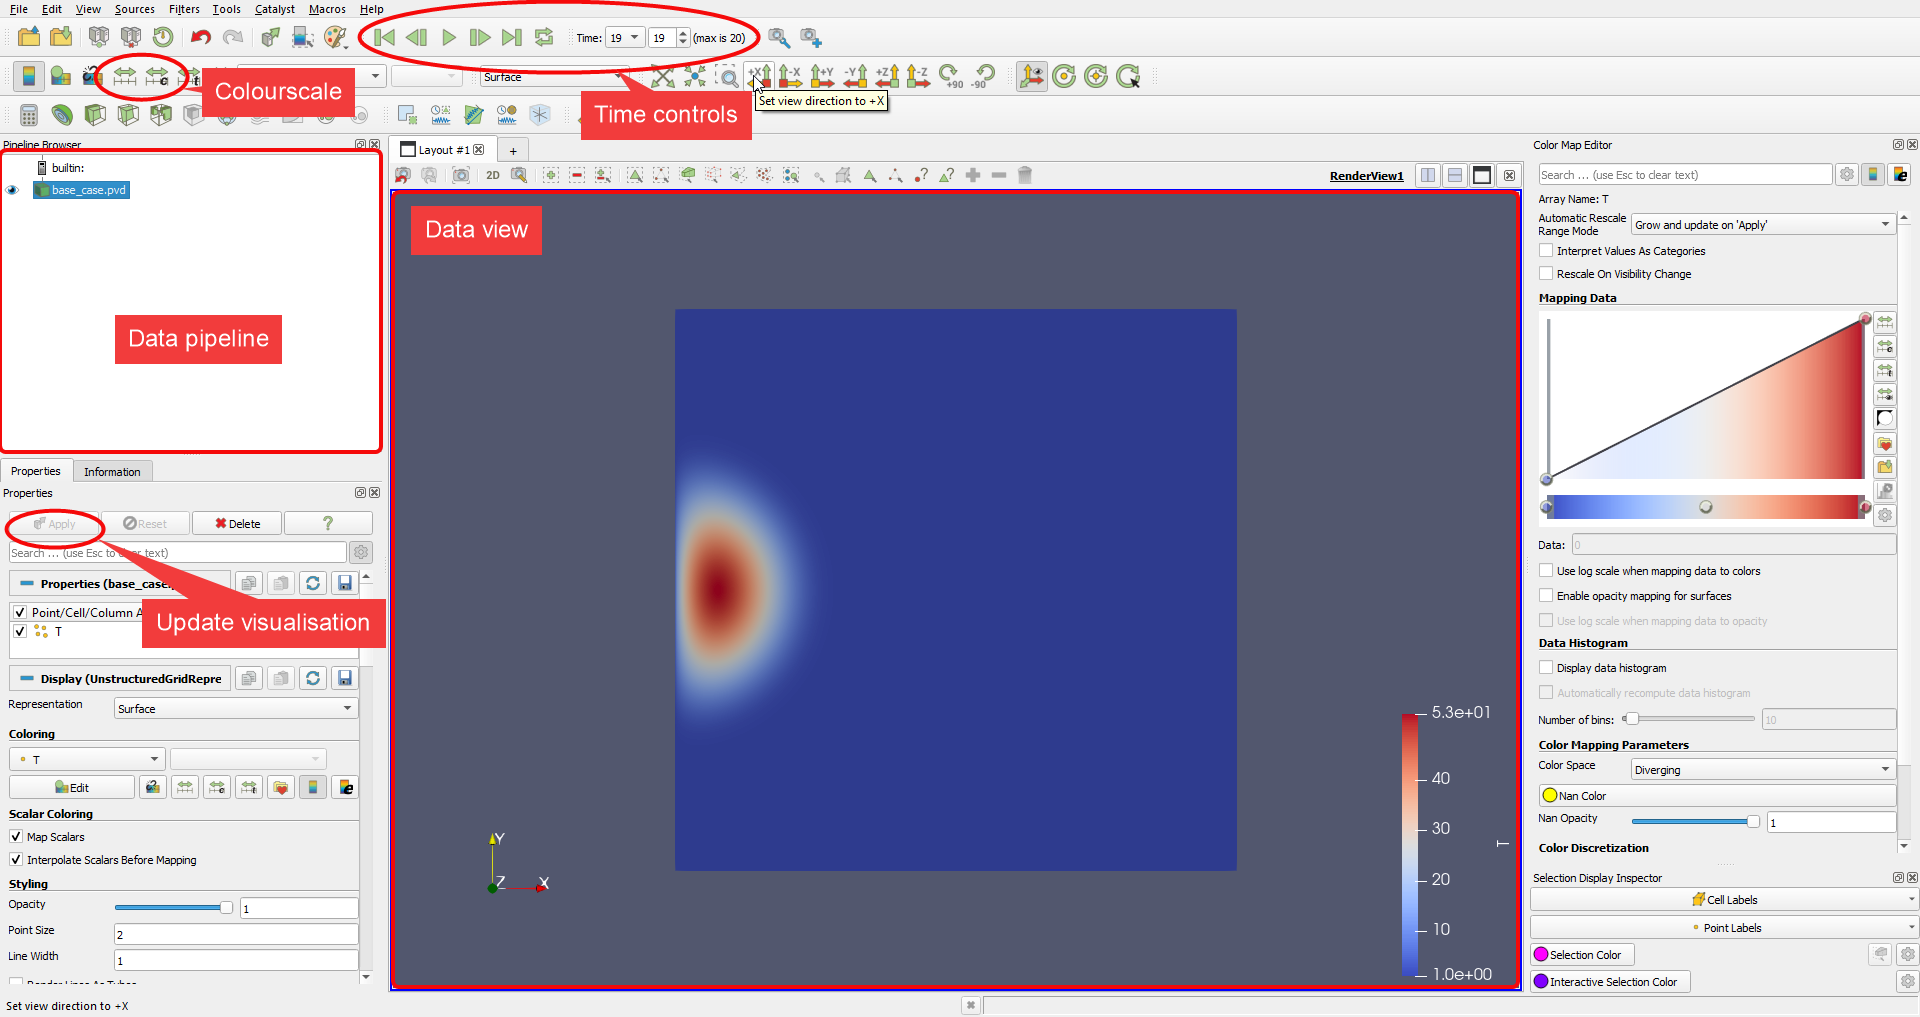 File Edit View Sources Filters Tools Catalyst Macros Help
Time: 19 19 (max is 20)
Surface
+X -X +Y -Y +Z -Z +90 -90
Colourscale
Time controls
Set view direction to +X
Pipeline Browser
builtin:
base_case.pvd
Data pipeline
Layout #1
+
2D
RenderView1
Data view
5.3e+01
40
30
20
10
1.0e+00
T
Y
Z X
Properties Information
Properties
Apply Reset Delete ?
Search ... (use Esc to clear text)
Properties (base_case.
Point/Cell/Column A
T
Update visualisation
Display (UnstructuredGridRepre
Representation Surface
Coloring
T
Edit
Scalar Coloring
Map Scalars
Interpolate Scalars Before Mapping
Styling
Opacity 1
Point Size 2
Line Width 1
Render Lines As Tubes
Set view direction to +X
Color Map Editor
Search ... (use Esc to clear text)
Array Name: T
Automatic Rescale
Range Mode Grow and update on 'Apply'
Interpret Values As Categories
Rescale On Visibility Change
Mapping Data
Data: 0
Use log scale when mapping data to colors
Enable opacity mapping for surfaces
Use log scale when mapping data to opacity
Data Histogram
Display data histogram
Automatically recompute data histogram
Number of bins: 10
Color Mapping Parameters
Color Space Diverging
Nan Color
Nan Opacity 1
Color Discretization
Selection Display Inspector
Cell Labels
Point Labels
Selection Color
Interactive Selection Color